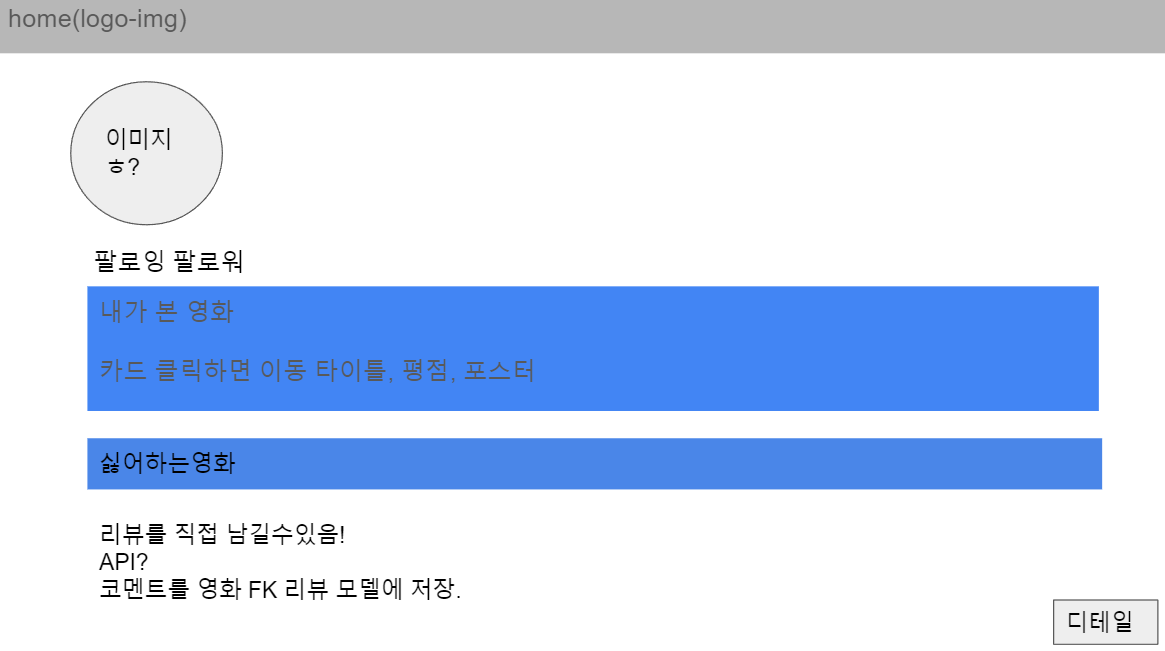 home(logo-img)
이미지
ㅎ?
팔로잉 팔로워
내가 본 영화
카드 클릭하면 이동 타이틀, 평점, 포스터
싫어하는영화
리뷰를 직접 남길수있음!
API?
코멘트를 영화 FK 리뷰 모델에 저장.
디테일